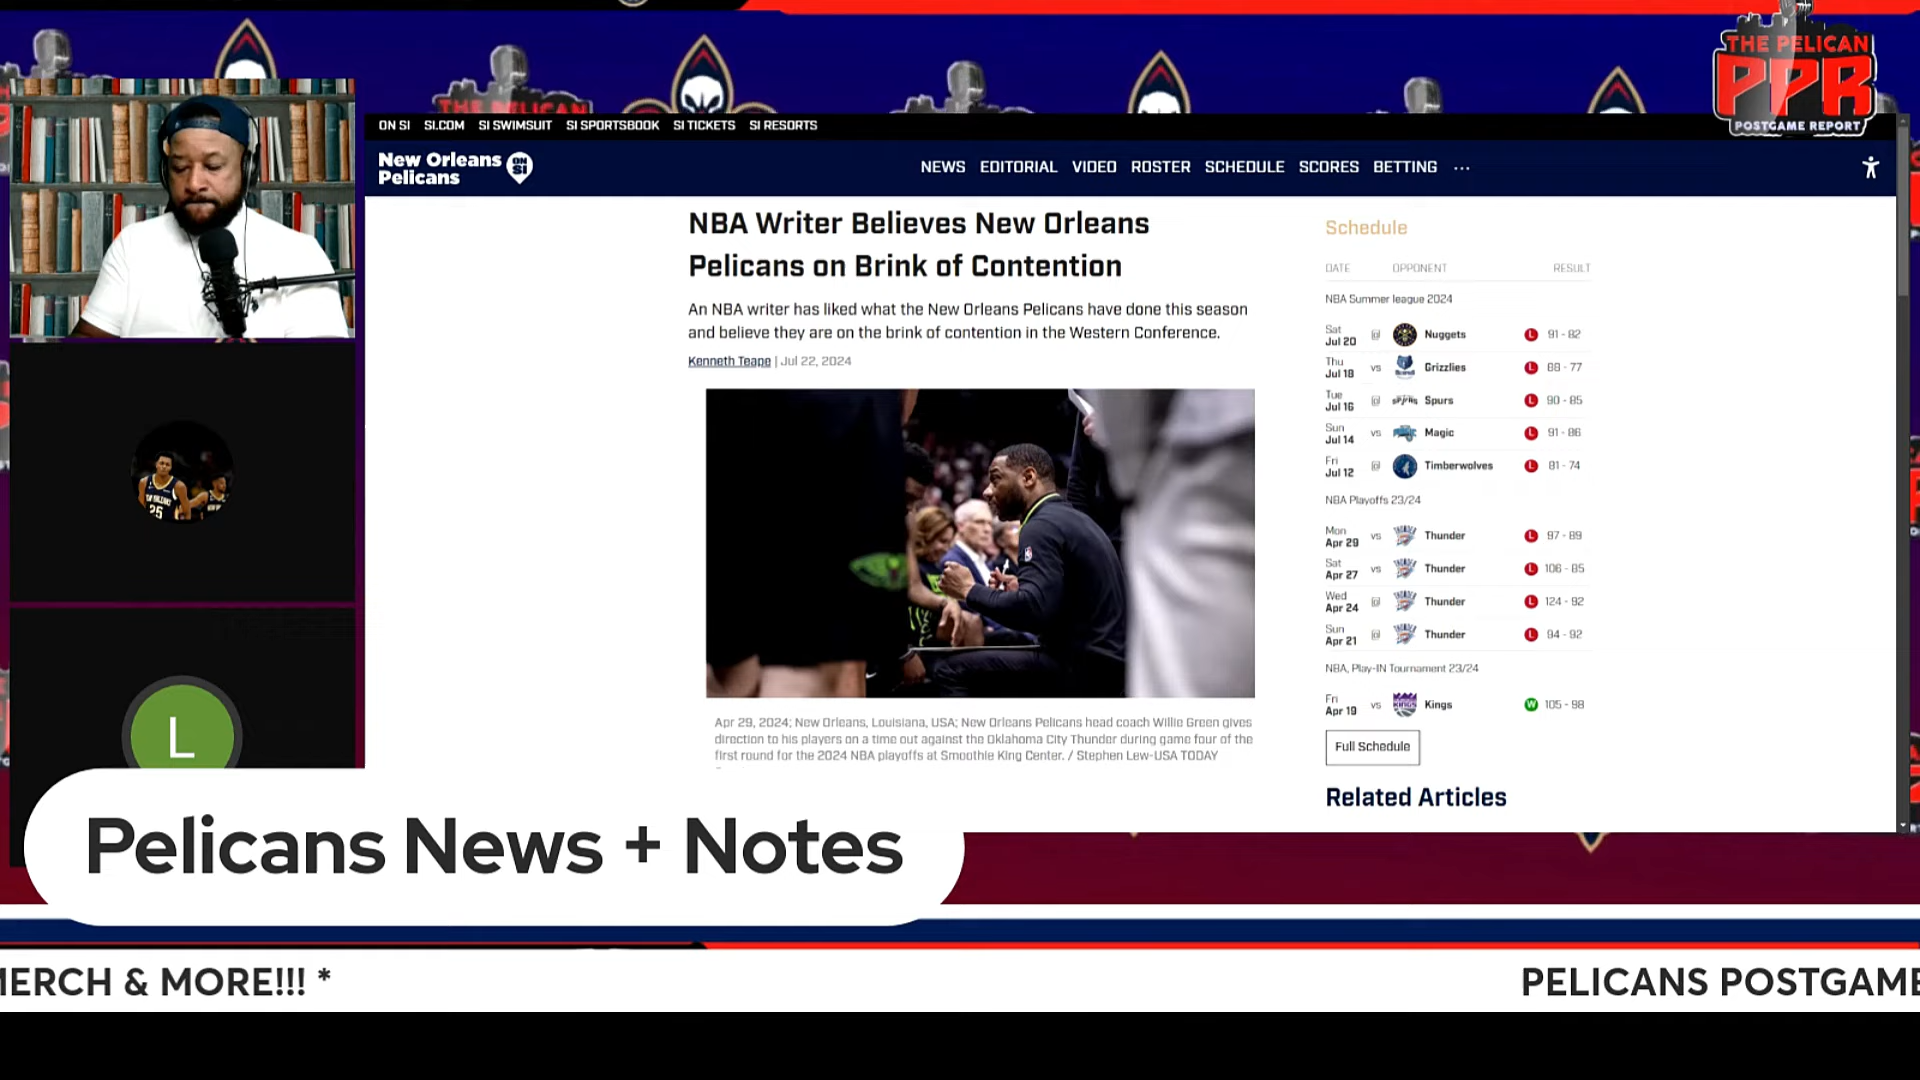 THE PELICAN
PPR
POSTGAME REPORT
THE PELICAN
ON SI SI.COM SI SWIMSUIT SI SPORTSBOOK SI TICKETS SI RESORTS
New Orleans
Pelicans
ON
SI
NEWS EDITORIAL VIDEO ROSTER SCHEDULE SCORES BETTING ...
NBA Writer Believes New Orleans
Pelicans on Brink of Contention
An NBA writer has liked what the New Orleans Pelicans have done this season
and believe they are on the brink of contention in the Western Conference.
Kenneth Teape | Jul 22, 2024
Apr 29, 2024; New Orleans, Louisiana, USA; New Orleans Pelicans head coach Willie Green gives
direction to his players on a time out against the Oklahoma City Thunder during game four of the
first round for the 2024 NBA playoffs at Smoothie King Center. / Stephen Lew-USA TODAY
Schedule
DATE OPPONENT RESULT
NBA Summer league 2024
Sat
Jul 20 @ Nuggets L 91 - 82
Thu
Jul 18 vs Grizzlies L 88 - 77
Tue
Jul 16 @ Spurs L 90 - 85
Sun
Jul 14 vs Magic L 91 - 86
Fri
Jul 12 @ Timberwolves L 81 - 74
NBA Playoffs 23/24
Mon
Apr 29 vs Thunder L 97 - 89
Sat
Apr 27 vs Thunder L 106 - 85
Wed
Apr 24 @ Thunder L 124 - 92
Sun
Apr 21 @ Thunder L 94 - 92
NBA, Play-IN Tournament 23/24
Fri
Apr 19 vs Kings W 105 - 98
Full Schedule
Related Articles
25
L
Pelicans News + Notes
MERCH & MORE!!! *
PELICANS POSTGAME